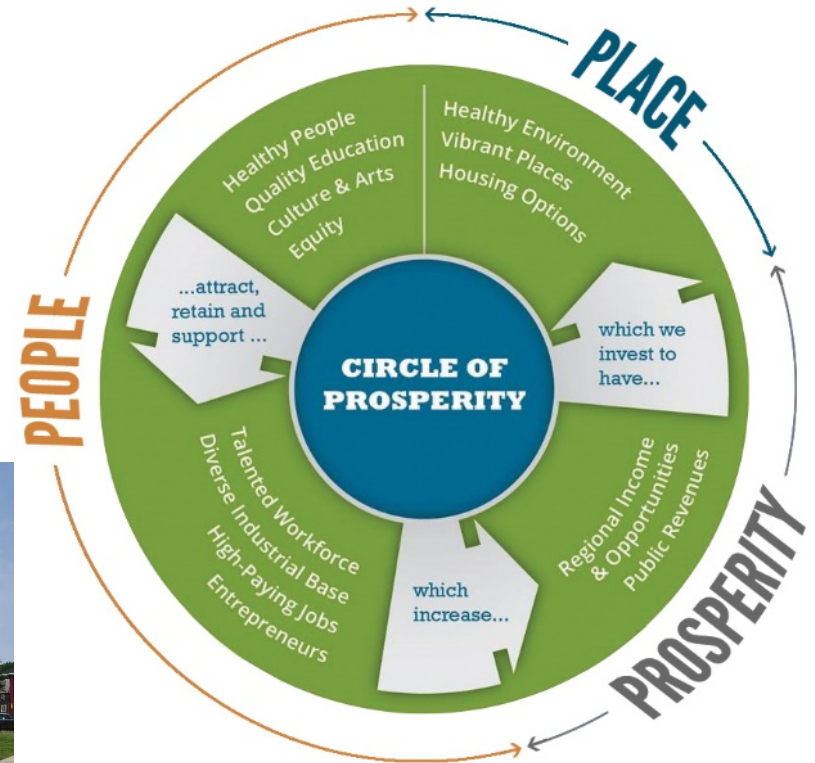 PLACE
PEOPLE
PROSPERITY
Healthy People
Quality Education
Culture & Arts
Equity
Healthy Environment
Vibrant Places
Housing Options
...attract,
retain and
support ...
which we
invest to
have...
CIRCLE OF
PROSPERITY
Talented Workforce
Diverse Industrial Base
High-Paying Jobs
Entrepreneurs
which
increase...
Regional Income
& Opportunities
Public Revenues